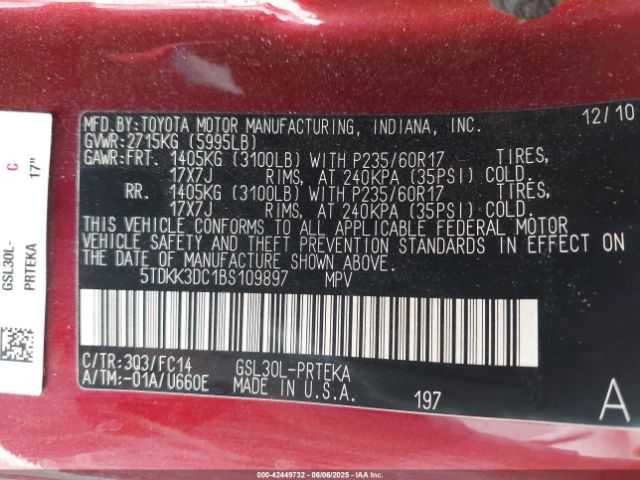 MFD.BY:TOYOTA MOTOR MANUFACTURING, INDIANA, INC. 12/10
GVWR:2715KG (5995LB)
GAWR:FRT. 1405KG (3100LB) WITH P235/60R17 TIRES,
17X7J RIMS, AT 240KPA (35PSI) COLD.
RR. 1405KG (3100LB) WITH P235/60R17 TIRES,
17X7J RIMS, AT 240KPA (35PSI) COLD.
THIS VEHICLE CONFORMS TO ALL APPLICABLE FEDERAL MOTOR
VEHICLE SAFETY AND THEFT PREVENTION STANDARDS IN EFFECT ON
THE DATE OF MANUFACTURE SHOWN ABOVE.
5TDKK3DC1BS109897 MPV
C/TR:3Q3/FC14 GSL30L-PRTEKA
A/TM:-01A/U660E MADE IN U.S.A. 197 A
C
17"
GSL30L-
PRTEKA
000-42449732 - 06/06/2025 - IAAI.COM